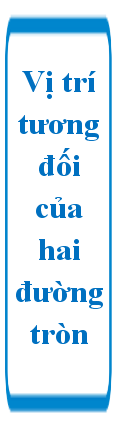 Vị trí
tương
đối
của
hai
đường
tròn